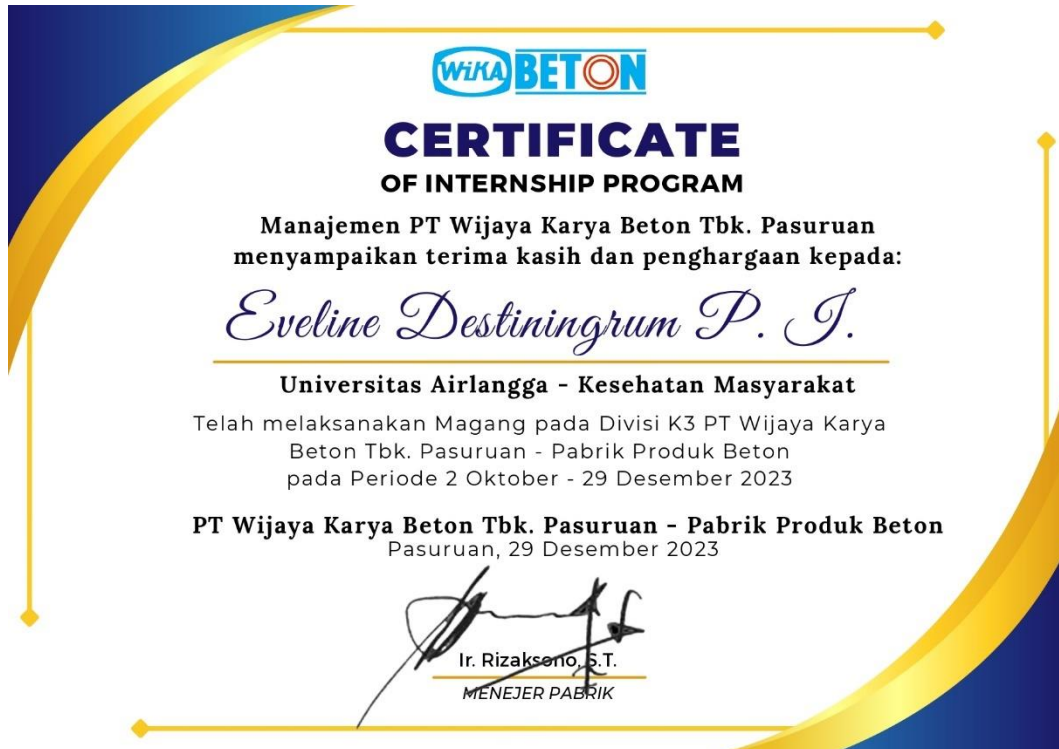 WiKA BETON
CERTIFICATE
OF INTERNSHIP PROGRAM
Manajemen PT Wijaya Karya Beton Tbk. Pasuruan
menyampaikan terima kasih dan penghargaan kepada:
Eveline Destiningrum P. I.
Universitas Airlangga - Kesehatan Masyarakat
Telah melaksanakan Magang pada Divisi K3 PT Wijaya Karya
Beton Tbk. Pasuruan - Pabrik Produk Beton
pada Periode 2 Oktober - 29 Desember 2023
PT Wijaya Karya Beton Tbk. Pasuruan - Pabrik Produk Beton
Pasuruan, 29 Desember 2023
Ir. Rizaksono, S.T.
MENEJER PABRIK